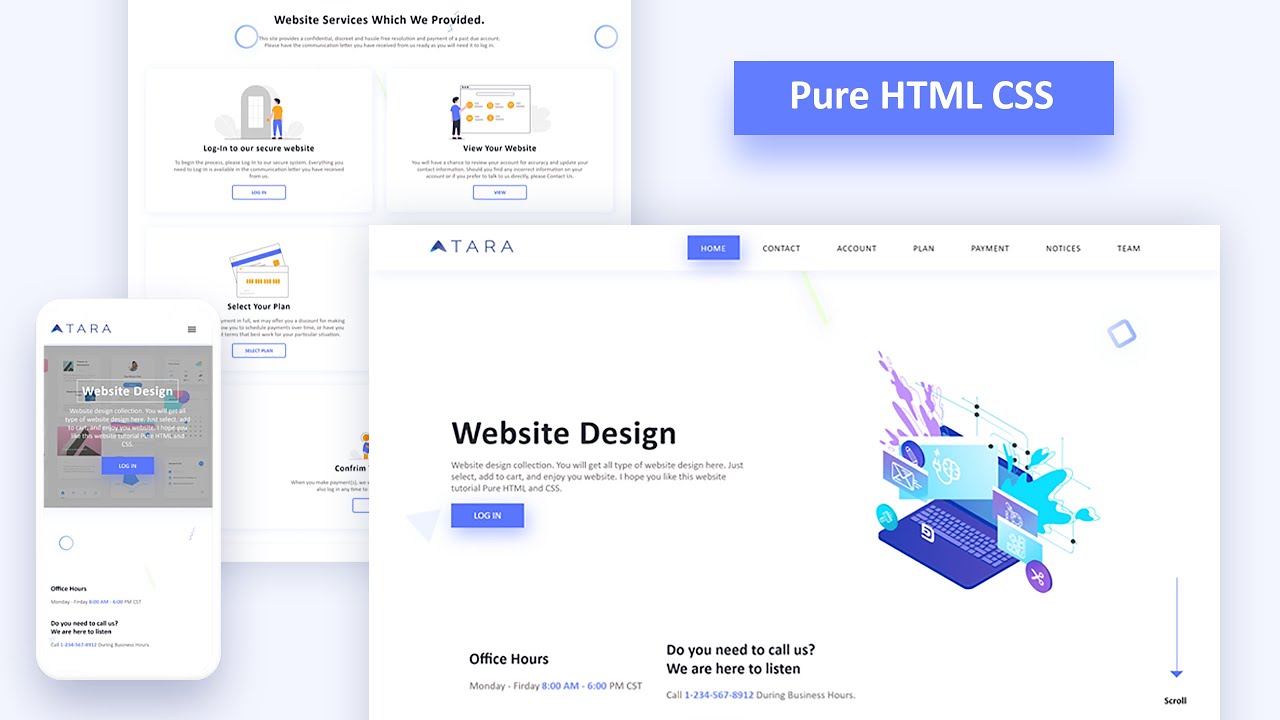 Website Services Which We Provided.
This site provides a confidential, discreet and hassle free resolution and payment of a past due account.
Please have the communication letter you have received from us ready as you will need it to log in.
Log-In to our secure website
To begin the process, please Log-In to our secure system. Everything you
need to Log-in is available in the communication letter you have received
from us.
LOG IN
View Your Website
You will have a chance to review your account for accuracy and update your
contact information. Should you find any incorrect information on your
account or if you prefer to talk to us directly, please Contact Us.
VIEW
Select Your Plan
yment in full, we may offer you a discount for making
ow you to schedule payments over time, or have you
t terms that best work for your particular situation.
SELECT PLAN
Confrim
When you make payment(s), we w
also log in any time to
Pure HTML CSS
ATARA
HOME
CONTACT
ACCOUNT
PLAN
PAYMENT
NOTICES
TEAM
Website Design
Website design collection. You will get all type of website design here. Just
select, add to cart, and enjoy you website. I hope you like this website
tutorial Pure HTML and CSS.
LOG IN
Office Hours
Monday - Firday 8:00 AM - 6:00 PM CST
Do you need to call us?
We are here to listen
Call 1-234-567-8912 During Business Hours.
Scroll
ATARA
Website Design
Website design collection. You will get all
type of website design here. Just select, add
to cart, and enjoy you website. I hope you
like this website tutorial Pure HTML and
CSS.
LOG IN
Office Hours
Monday - Firday 8:00 AM - 6:00 PM CST
Do you need to call us?
We are here to listen
Call 1-234-567-8912 During Business Hours